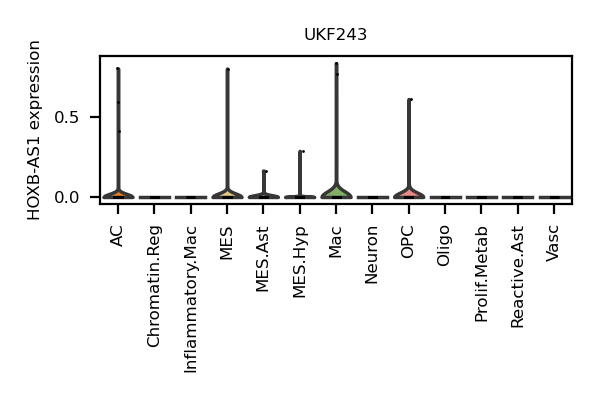 UKF243
HOXB-AS1 expression
0.5
0.0
AC
Chromatin.Reg
Inflammatory.Mac
MES
MES.Ast
MES.Hyp
Mac
Neuron
OPC
Oligo
Prolif.Metab
Reactive.Ast
Vasc